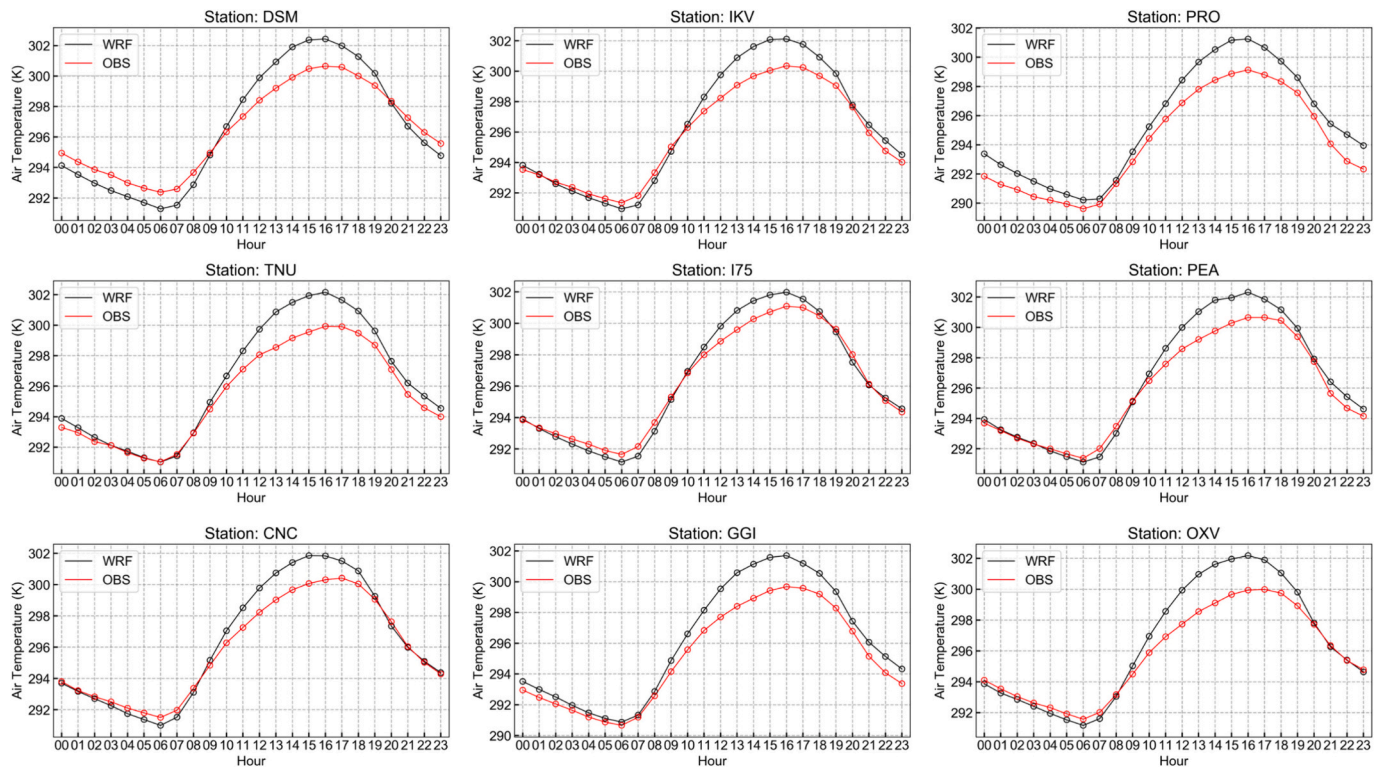 Station: DSM
Air Temperature (K)
302
300
298
296
294
292
WRF
OBS
00 01 02 03 04 05 06 07 08 09 10 11 12 13 14 15 16 17 18 19 20 21 22 23
Hour
Station: IKV
Air Temperature (K)
302
300
298
296
294
292
WRF
OBS
00 01 02 03 04 05 06 07 08 09 10 11 12 13 14 15 16 17 18 19 20 21 22 23
Hour
Station: PRO
Air Temperature (K)
302
300
298
296
294
292
290
WRF
OBS
00 01 02 03 04 05 06 07 08 09 10 11 12 13 14 15 16 17 18 19 20 21 22 23
Hour
Station: TNU
Air Temperature (K)
302
300
298
296
294
292
WRF
OBS
00 01 02 03 04 05 06 07 08 09 10 11 12 13 14 15 16 17 18 19 20 21 22 23
Hour
Station: I75
Air Temperature (K)
302
300
298
296
294
292
WRF
OBS
00 01 02 03 04 05 06 07 08 09 10 11 12 13 14 15 16 17 18 19 20 21 22 23
Hour
Station: PEA
Air Temperature (K)
302
300
298
296
294
292
WRF
OBS
00 01 02 03 04 05 06 07 08 09 10 11 12 13 14 15 16 17 18 19 20 21 22 23
Hour
Station: CNC
Air Temperature (K)
302
300
298
296
294
292
WRF
OBS
00 01 02 03 04 05 06 07 08 09 10 11 12 13 14 15 16 17 18 19 20 21 22 23
Hour
Station: GGI
Air Temperature (K)
302
300
298
296
294
292
290
WRF
OBS
00 01 02 03 04 05 06 07 08 09 10 11 12 13 14 15 16 17 18 19 20 21 22 23
Hour
Station: OXV
Air Temperature (K)
302
300
298
296
294
292
WRF
OBS
00 01 02 03 04 05 06 07 08 09 10 11 12 13 14 15 16 17 18 19 20 21 22 23
Hour